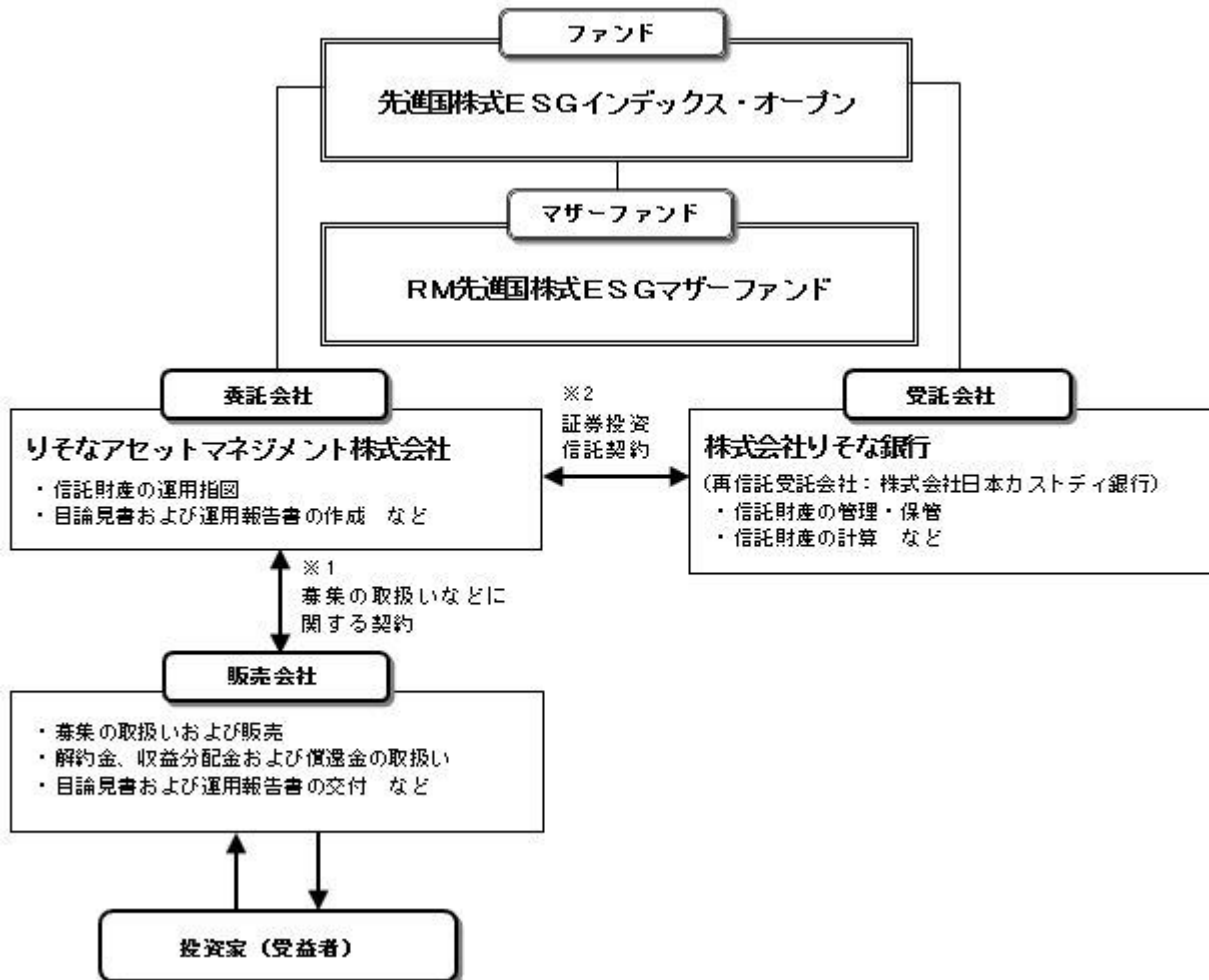 ファンド
先進国株式ESGインデックス・オープン
マザーファンド
RM先進国株式ESGマザーファンド
委託会社
りそなアセットマネジメント株式会社
・信託財産の運用指図
・目論見書および運用報告書の作成　など
※2
証券投資
信託契約
受託会社
株式会社りそな銀行
(再信託受託会社：株式会社日本カストディ銀行)
・信託財産の管理・保管
・信託財産の計算　など
※1
募集の取扱いなどに
関する契約
販売会社
・募集の取扱いおよび販売
・解約金、収益分配金および償還金の取扱い
・目論見書および運用報告書の交付　など
投資家（受益者）